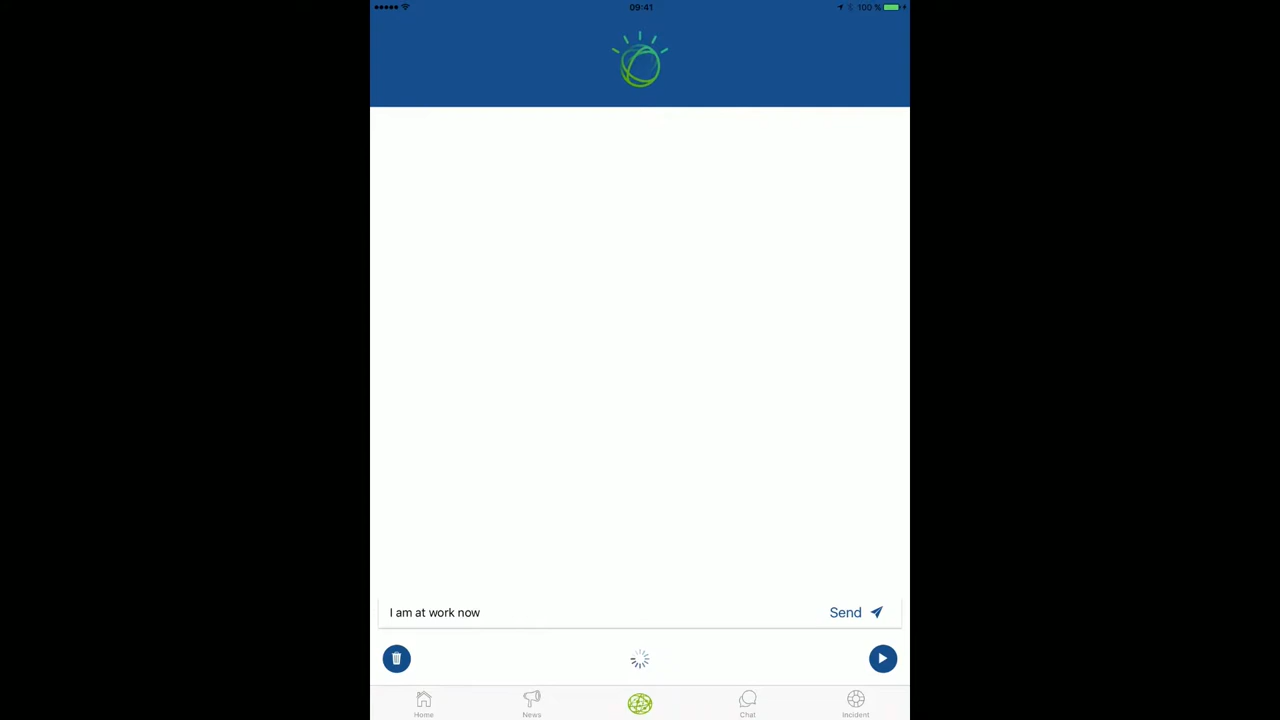 09:41
100 %
I am at work now
Send
Home
News
Chat
Incident